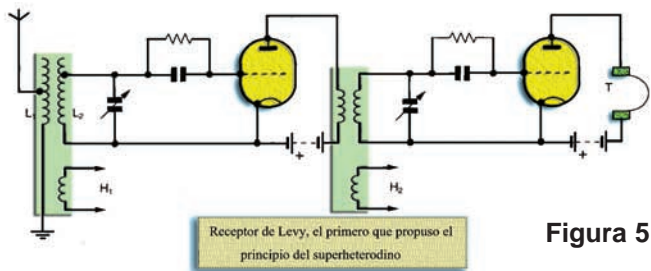 L₁
L₂
H₁
+
H₂
T
+
Receptor de Levy, el primero que propuso el
principio del superheterodino
Figura 5